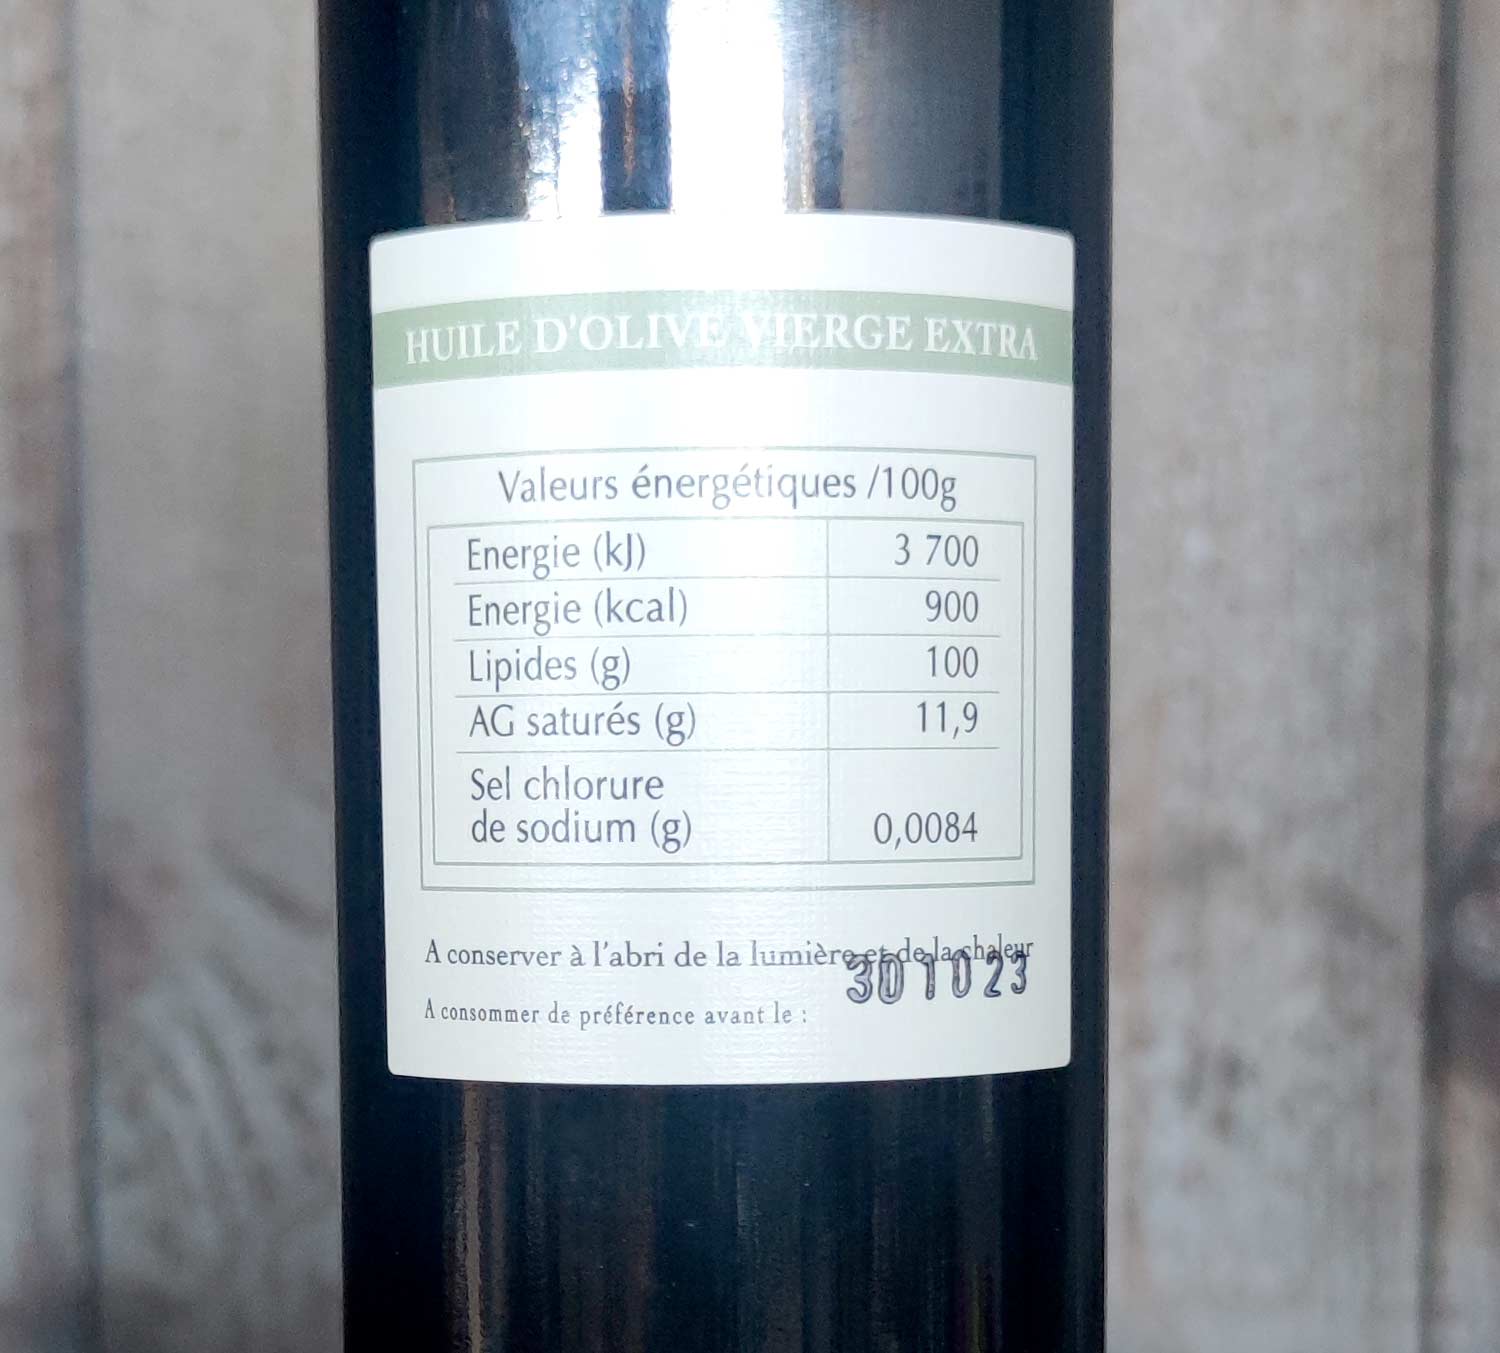 HUILE D'OLIVE VIERGE EXTRA
Valeurs énergétiques /100g
Energie (kJ) 3 700
Energie (kcal) 900
Lipides (g) 100
AG saturés (g) 11,9
Sel chlorure
de sodium (g) 0,0084
A conserver à l'abri de la lumière et de la chaleur
301023
A consommer de préférence avant le :